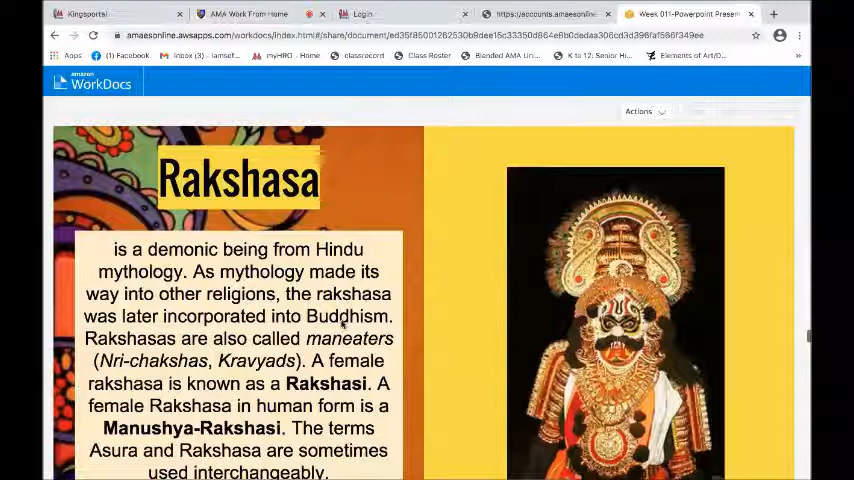 Kingsportal
AMA Work From Home
Login
https://accounts.amaesonline
Week 011-Powerpoint Present
amaesonline.awsapps.com/workdocs/index.html#/share/document/ed35f85001262530b9dee15c33350d864e8b0dedaa306cd3d396faf566f349ee
Apps
(1) Facebook
Inbox (3) - iamsef...
myHRO - Home
classrecord
Class Roster
Blended AMA Uni...
K to 12: Senior Hi...
Elements of Art/D...
amazon
WorkDocs
Actions
Rakshasa
is a demonic being from Hindu
mythology. As mythology made its
way into other religions, the rakshasa
was later incorporated into Buddhism.
Rakshasas are also called maneaters
(Nri-chakshas, Kravyads). A female
rakshasa is known as a Rakshasi. A
female Rakshasa in human form is a
Manushya-Rakshasi. The terms
Asura and Rakshasa are sometimes
used interchangeably.